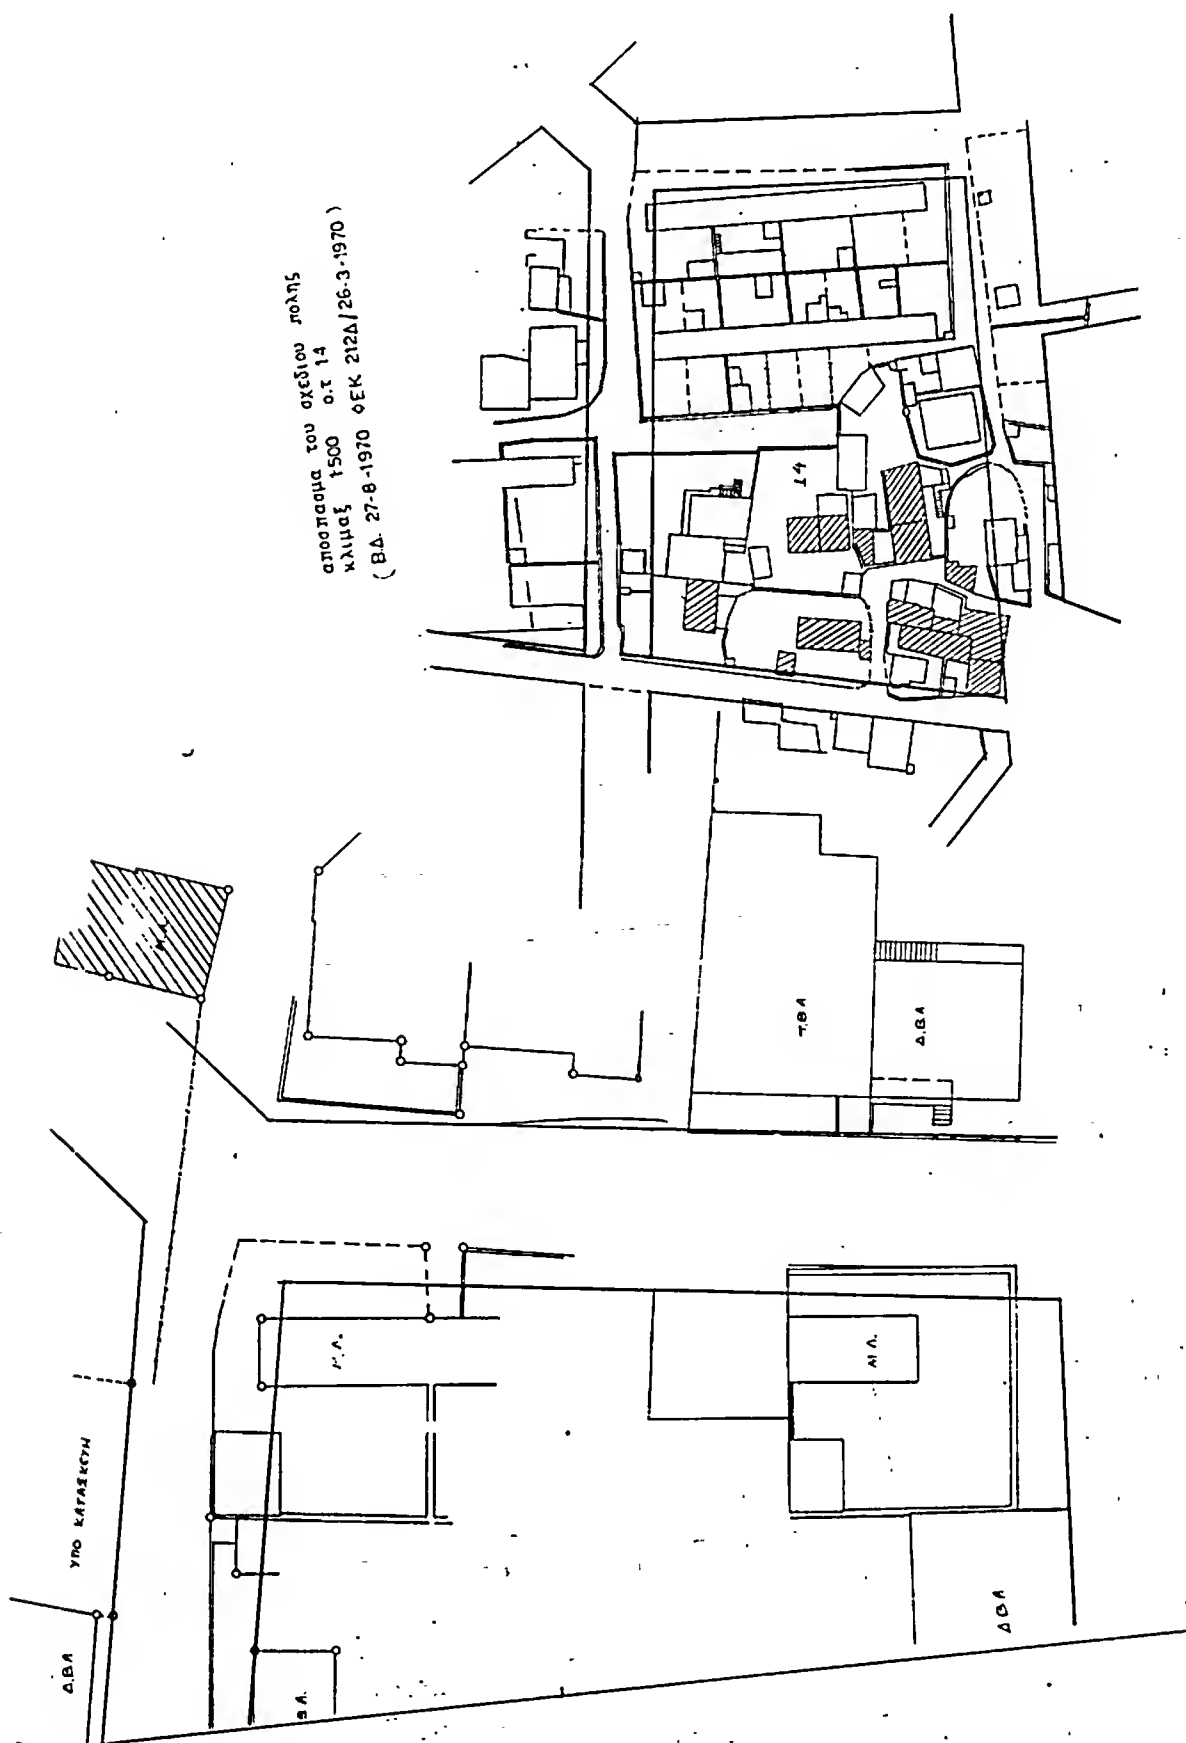 αποσπασμα του σχεδιου πολης
κλιμαξ 1:500 ο.τ 14
( Β.Δ. 27-8-1970 ΦΕΚ 212Δ/26-3-1970 )
14
Μ.Λ.
Τ.Β.Λ
Δ.Β.Λ
Μ.Λ.
Μ.Λ.
ΥΠΟ ΚΑΤΑΣΚΕΥΗ
Δ.Β.Λ
Β.Λ.
Δ Β Λ